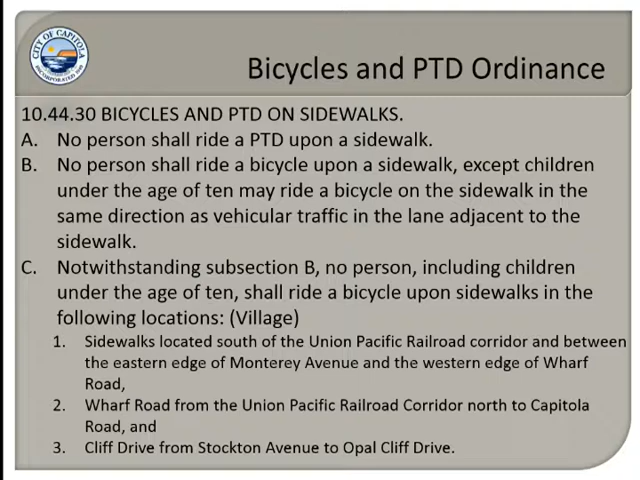 CITY OF CAPITOLA
INCORPORATED 1949
Bicycles and PTD Ordinance
10.44.30 BICYCLES AND PTD ON SIDEWALKS.
A. No person shall ride a PTD upon a sidewalk.
B. No person shall ride a bicycle upon a sidewalk, except children
under the age of ten may ride a bicycle on the sidewalk in the
same direction as vehicular traffic in the lane adjacent to the
sidewalk.
C. Notwithstanding subsection B, no person, including children
under the age of ten, shall ride a bicycle upon sidewalks in the
following locations: (Village)
1. Sidewalks located south of the Union Pacific Railroad corridor and between
the eastern edge of Monterey Avenue and the western edge of Wharf
Road,
2. Wharf Road from the Union Pacific Railroad Corridor north to Capitola
Road, and
3. Cliff Drive from Stockton Avenue to Opal Cliff Drive.